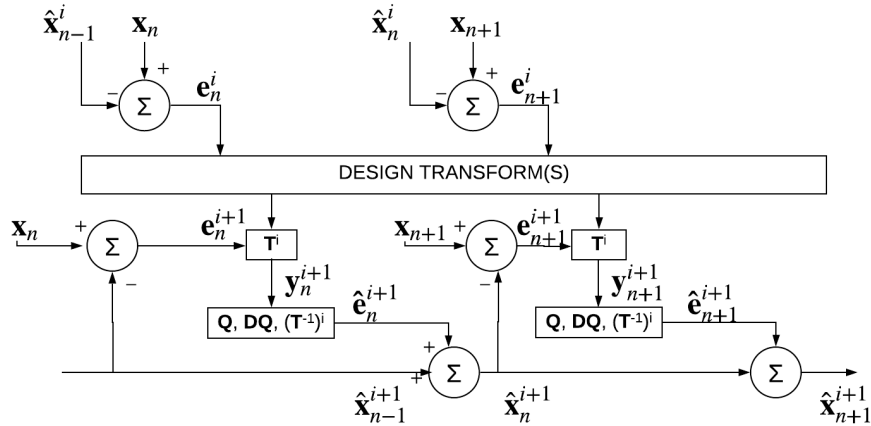 x̂ⁱₙ₋₁ xₙ x̂ⁱₙ xₙ₊₁
+ +
− Σ eⁱₙ − Σ eⁱₙ₊₁
DESIGN TRANSFORM(S)
xₙ + Σ eⁱ⁺¹ₙ Tⁱ xₙ₊₁ + Σ eⁱ⁺¹ₙ₊₁ Tⁱ
− yⁱ⁺¹ₙ − yⁱ⁺¹ₙ₊₁
Q, DQ, (T⁻¹)ⁱ êⁱ⁺¹ₙ Q, DQ, (T⁻¹)ⁱ êⁱ⁺¹ₙ₊₁
+
+ Σ Σ
x̂ⁱ⁺¹ₙ₋₁ x̂ⁱ⁺¹ₙ x̂ⁱ⁺¹ₙ₊₁